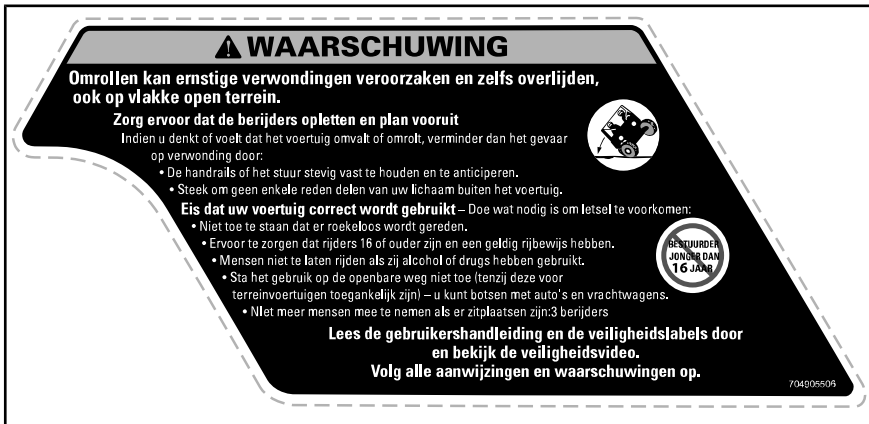 WAARSCHUWING
Omrollen kan ernstige verwondingen veroorzaken en zelfs overlijden,
ook op vlakke open terrein.
Zorg ervoor dat de berijders opletten en plan vooruit
Indien u denkt of voelt dat het voertuig omvalt of omrolt, verminder dan het gevaar
op verwonding door:
• De handrails of het stuur stevig vast te houden en te anticiperen.
• Steek om geen enkele reden delen van uw lichaam buiten het voertuig.
Eis dat uw voertuig correct wordt gebruikt – Doe wat nodig is om letsel te voorkomen:
• Niet toe te staan dat er roekeloos wordt gereden.
• Ervoor te zorgen dat rijders 16 of ouder zijn en een geldig rijbewijs hebben.
• Mensen niet te laten rijden als zij alcohol of drugs hebben gebruikt.
• Sta het gebruik op de openbare weg niet toe (tenzij deze voor
terreinvoertuigen toegankelijk zijn) – u kunt botsen met auto's en vrachtwagens.
• NIet meer mensen mee te nemen als er zitplaatsen zijn:3 berijders
BESTUURDER
JONGER DAN
16 JAAR
Lees de gebruikershandleiding en de veiligheidslabels door
en bekijk de veiligheidsvideo.
Volg alle aanwijzingen en waarschuwingen op.
704905506